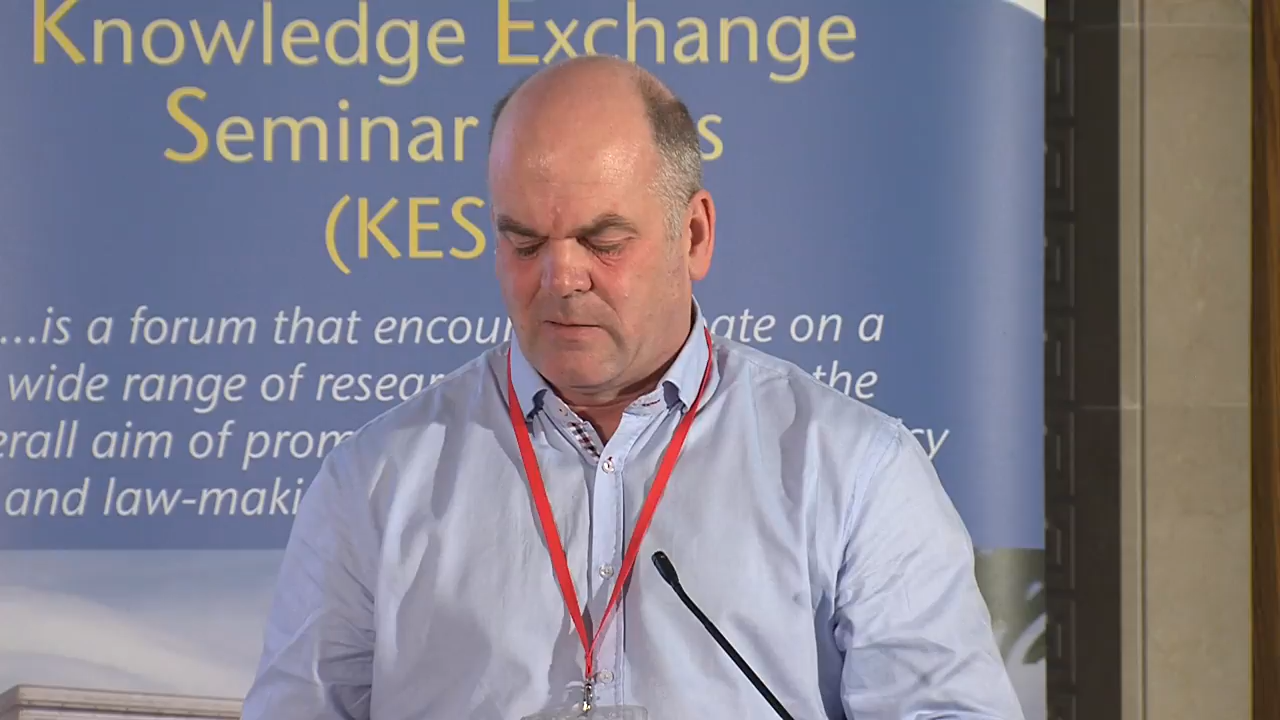 Knowledge Exchange
Seminar s
(KES
...is a forum that encou ate on a
wide range of resear the
erall aim of prom cy
and law-maki